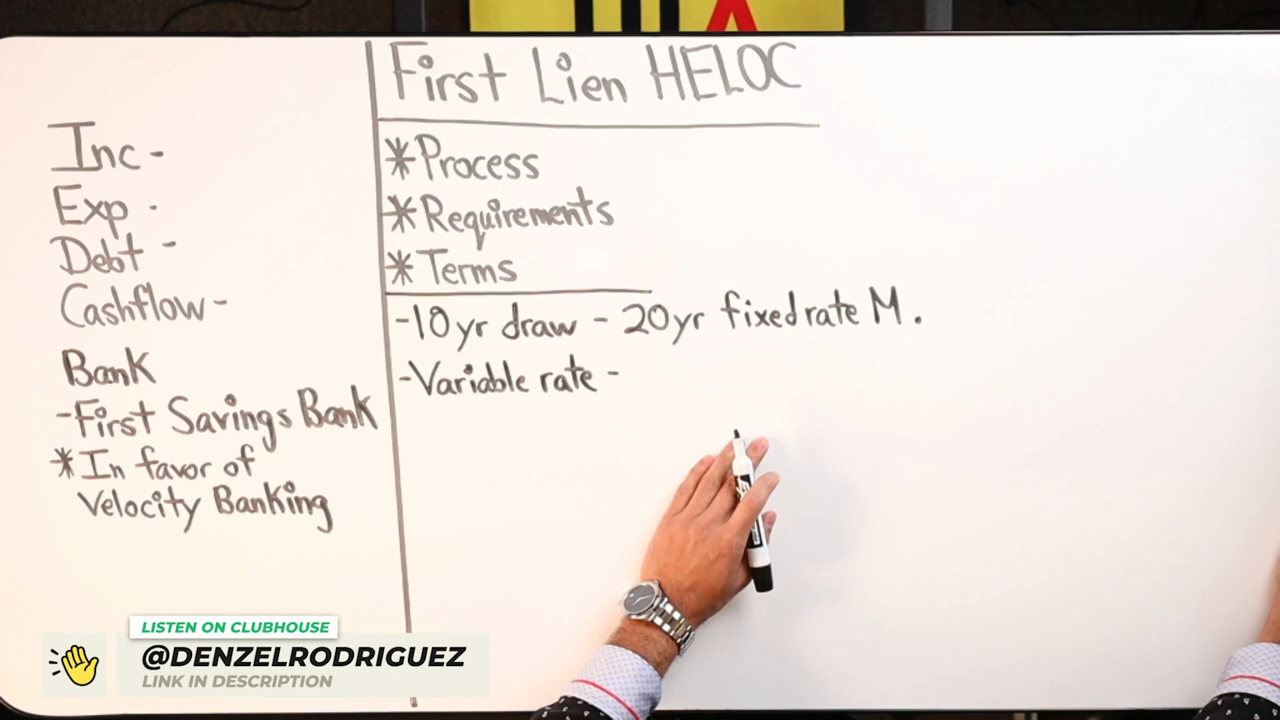 Inc -
Exp -
Debt -
Cashflow -
Bank
- First Savings Bank
* In favor of
Velocity Banking
First Lien HELOC
* Process
* Requirements
* Terms
- 10 yr draw - 20 yr fixed rate M.
- Variable rate -
LISTEN ON CLUBHOUSE
@DENZELRODRIGUEZ
LINK IN DESCRIPTION